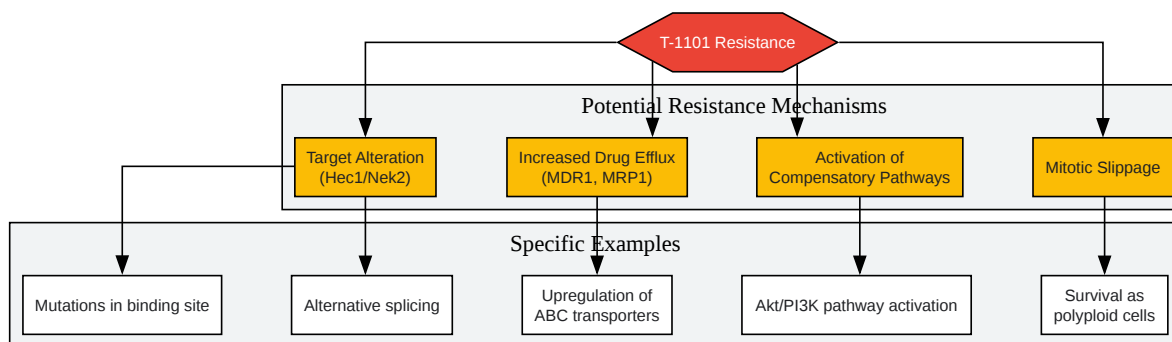 T-1101 Resistance
Potential Resistance Mechanisms
Target Alteration
(Hec1/Nek2)
Increased Drug Efflux
(MDR1, MRP1)
Activation of
Compensatory Pathways
Mitotic Slippage
Specific Examples
Mutations in binding site
Alternative splicing
Upregulation of
ABC transporters
Akt/PI3K pathway activation
Survival as
polyploid cells